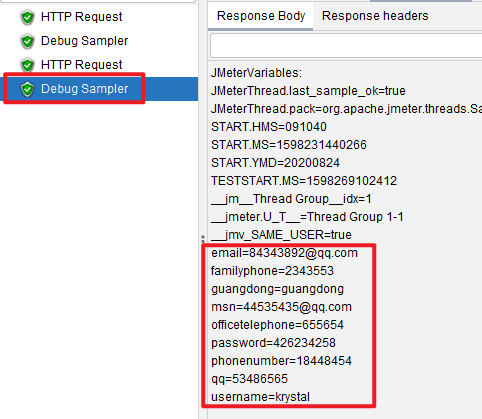 HTTP Request
Debug Sampler
HTTP Request
Debug Sampler
Response Body
Response headers
JMeterVariables:
JMeterThread.last_sample_ok=true
JMeterThread.pack=org.apache.jmeter.threads.Sa
START.HMS=091040
START.MS=1598231440266
START.YMD=20200824
TESTSTART.MS=1598269102412
__jm__Thread Group__idx=1
__jmeter.U_T__=Thread Group 1-1
__jmv_SAME_USER=true
email=84343892@qq.com
familyphone=2343553
guangdong=guangdong
msn=44535435@qq.com
officetelephone=655654
password=426234258
phonenumber=18448454
qq=53486565
username=krystal